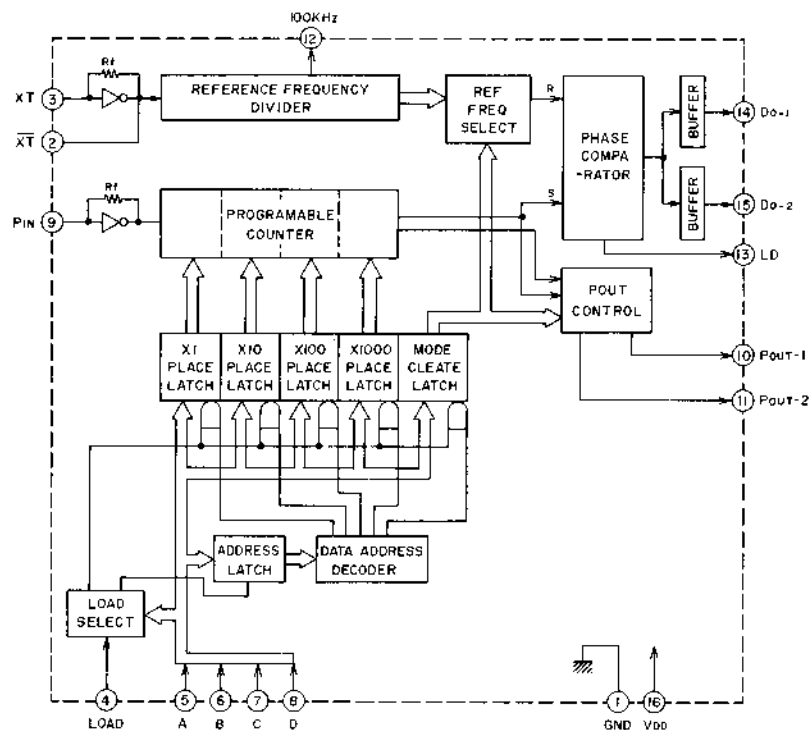 100KHz
12
Rf
XT
3
REFERENCE FREQUENCY
DIVIDER
REF
FREQ
SELECT
R
PHASE
COMPA
-RATOR
BUFFER
14
DO-1
XT
2
Rf
PIN
9
PROGRAMABLE
COUNTER
S
BUFFER
15
DO-2
13
LD
POUT
CONTROL
X1
PLACE
LATCH
X10
PLACE
LATCH
X100
PLACE
LATCH
X1000
PLACE
LATCH
MODE
CLEATE
LATCH
10
POUT-1
11
POUT-2
ADDRESS
LATCH
DATA ADDRESS
DECODER
LOAD
SELECT
4
5
6
7
8
1
16
LOAD
A
B
C
D
GND
VDD